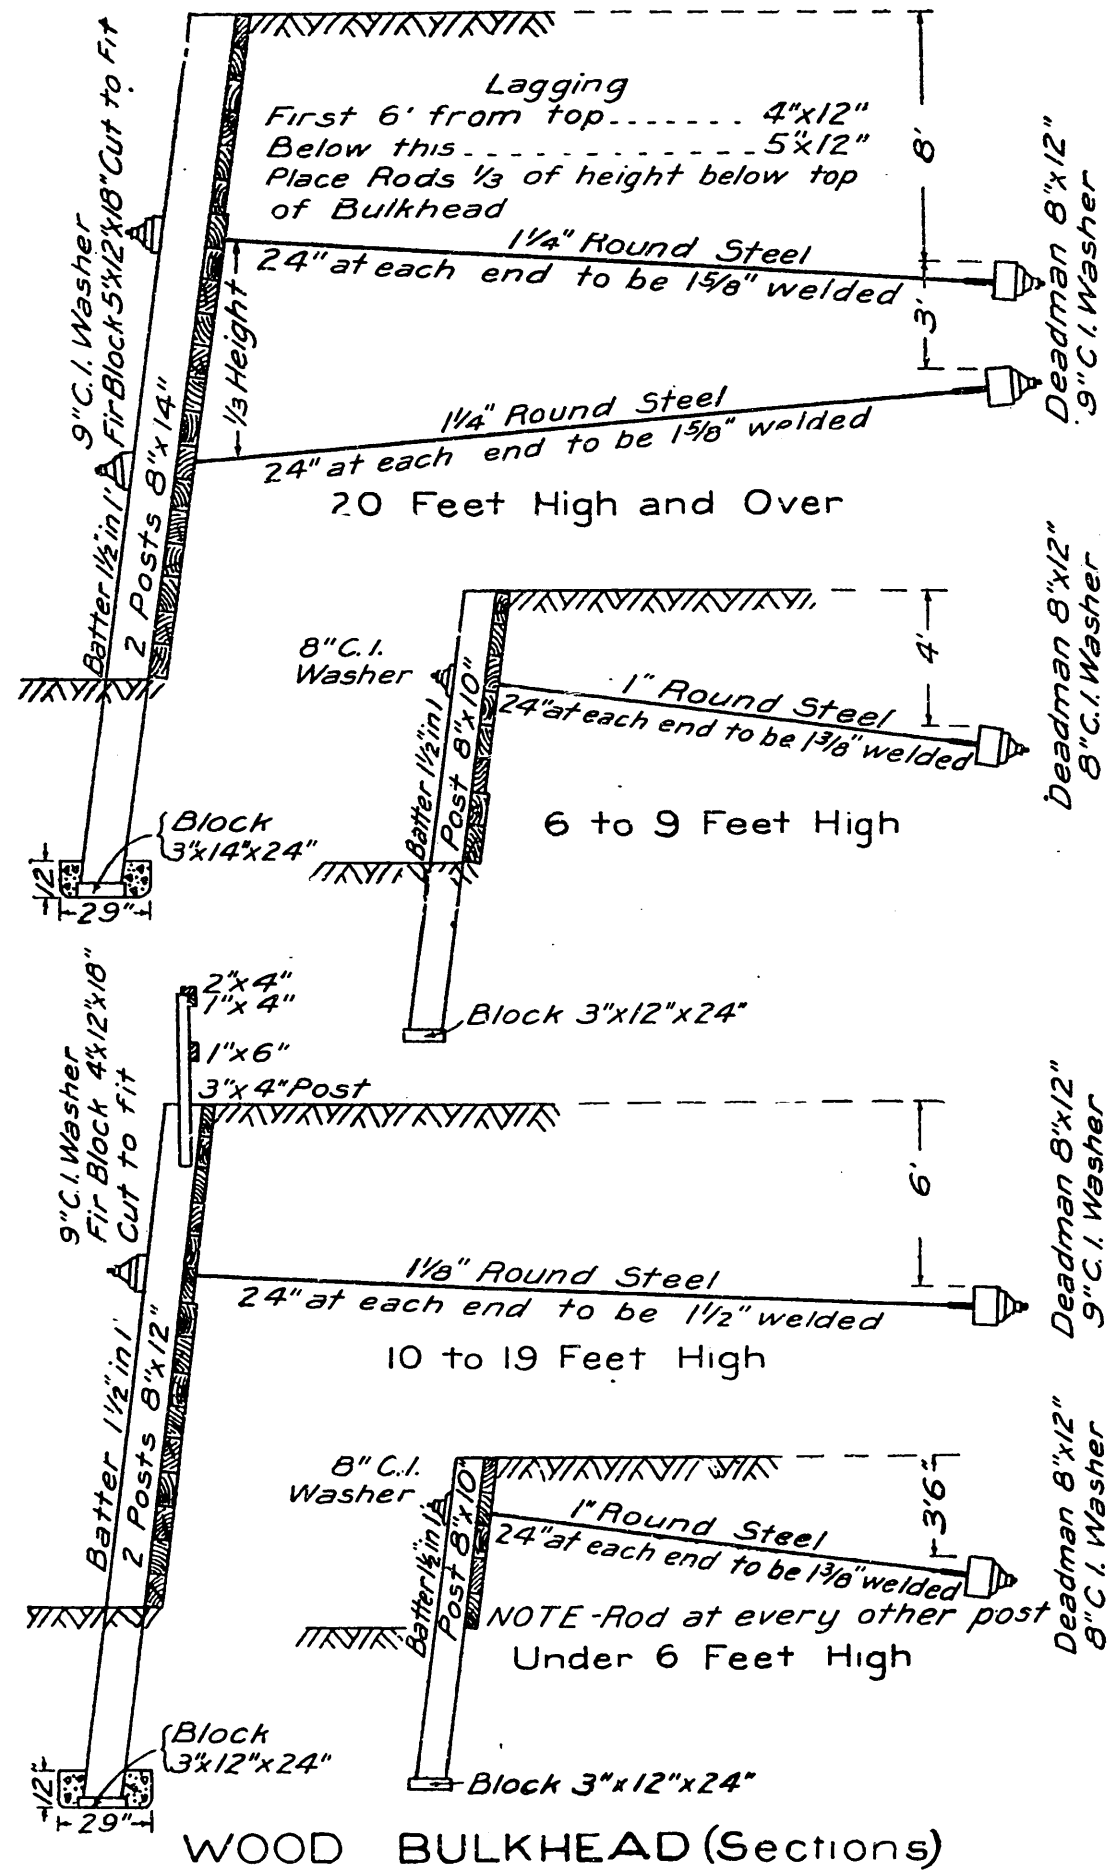 Lagging
First 6' from top....... 4"x12"
Below this............. 5"x12"
Place Rods 1/3 of height below top
of Bulkhead
8'
9" C.I. Washer
Fir Block 5"x12"x18" Cut to Fit
1 1/4" Round Steel
24" at each end to be 1 5/8" welded
3'
1/3 Height
1 1/4" Round Steel
24" at each end to be 1 5/8" welded
Deadman 8"x12"
9" C.I. Washer
Batter 1 1/2" in 1'
2 Posts 8"x14"
20 Feet High and Over
Block
3"x14"x24"
12"
29"
8" C.I.
Washer
Batter 1 1/2" in 1'
Post 8"x10"
4'
1" Round Steel
24" at each end to be 1 3/8" welded
Deadman 8"x12"
8" C.I. Washer
6 to 9 Feet High
Block 3"x12"x24"
2"x4"
1"x4"
1"x6"
3"x4" Post
9" C.I. Washer
Fir Block 4"x12"x18"
Cut to fit
6'
1 1/8" Round Steel
24" at each end to be 1 1/2" welded
Deadman 8"x12"
9" C.I. Washer
Batter 1 1/2" in 1'
2 Posts 8"x12"
10 to 19 Feet High
Block
3"x12"x24"
12"
29"
8" C.I.
Washer
Batter 1 1/2" in 1'
Post 8"x10"
3'6"
1" Round Steel
24" at each end to be 1 3/8" welded
Deadman 8"x12"
8" C.I. Washer
NOTE-Rod at every other post
Under 6 Feet High
Block 3"x12"x24"
WOOD BULKHEAD (Sections)